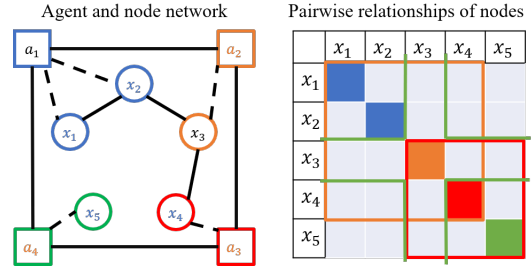 Agent and node network
a₁
a₂
x₂
x₁
x₃
x₅
x₄
a₄
a₃
Pairwise relationships of nodes
x₁ x₂ x₃ x₄ x₅
x₁
x₂
x₃
x₄
x₅